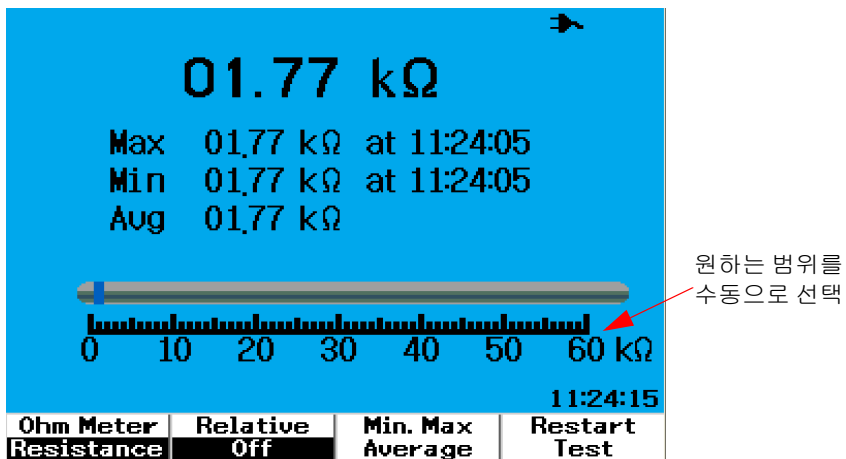 01.77 kΩ
Max 01.77 kΩ at 11:24:05
Min 01.77 kΩ at 11:24:05
Avg 01.77 kΩ
원하는 범위를
수동으로 선택
0 10 20 30 40 50 60 kΩ
11:24:15
Ohm Meter
Resistance
Relative
Off
Min. Max
Average
Restart
Test